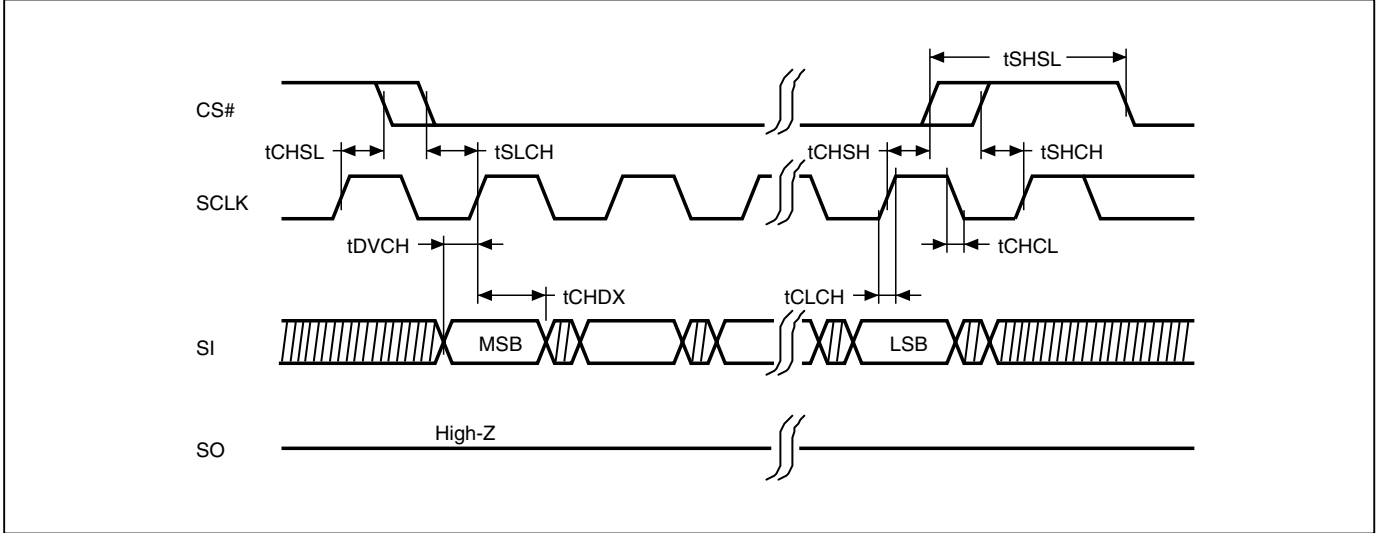 tSHSL
CS#
tCHSL
tSLCH
tCHSH
tSHCH
SCLK
tDVCH
tCHCL
tCHDX
tCLCH
SI
MSB
LSB
High-Z
SO